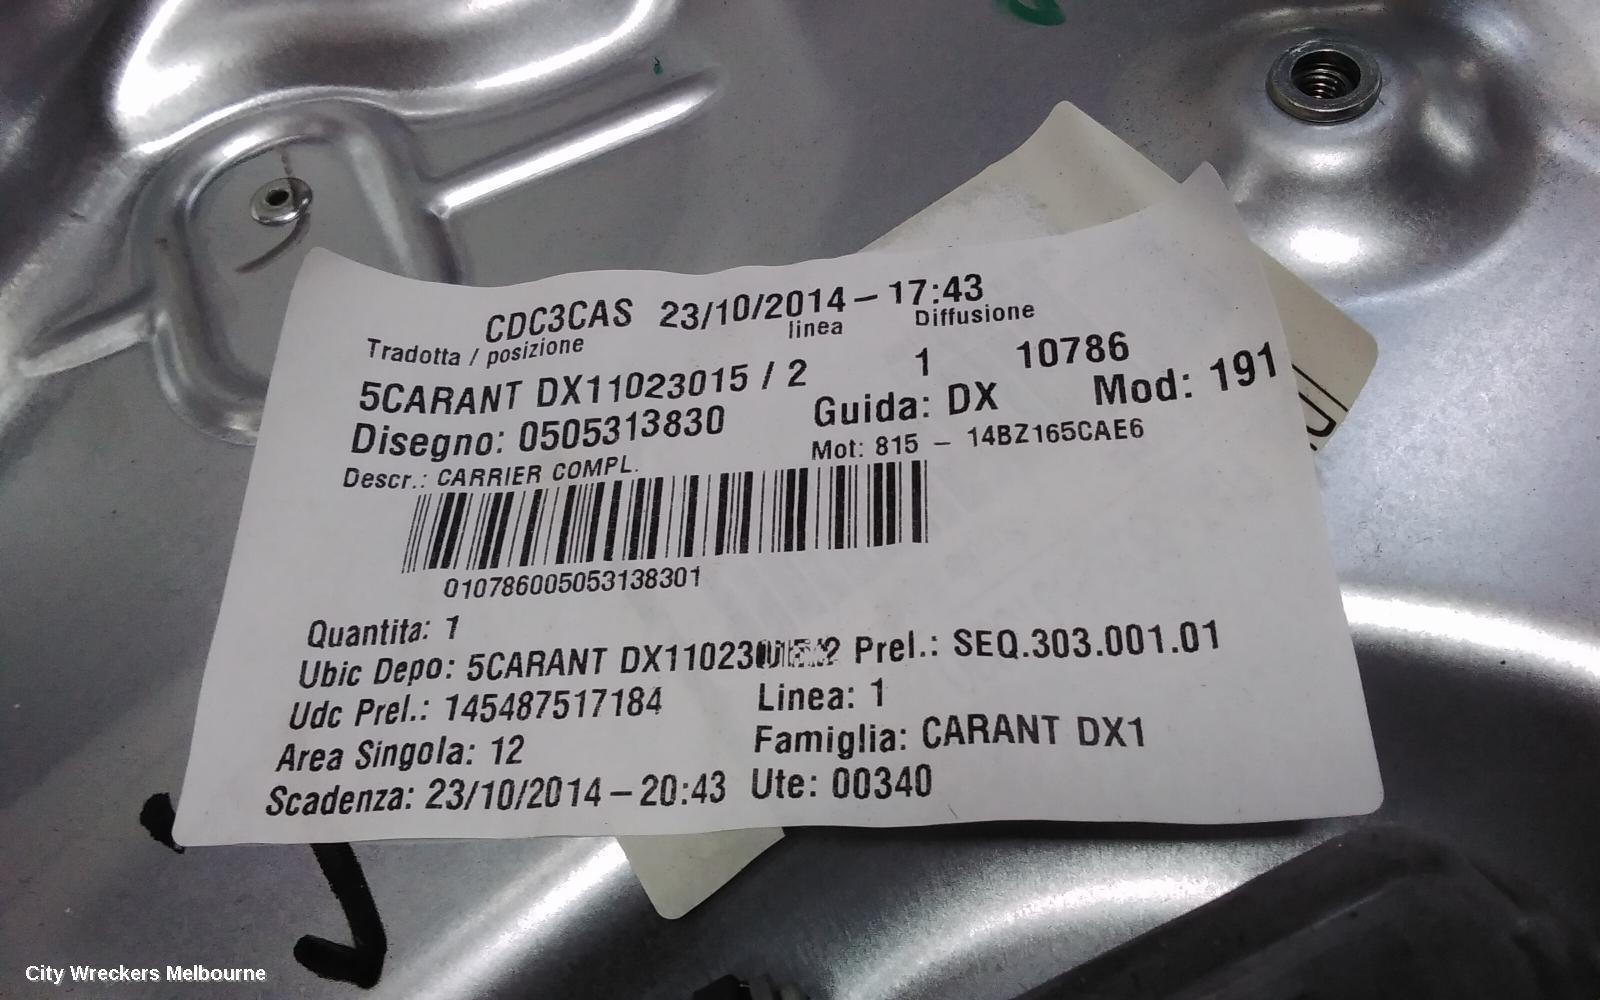 CDC3CAS 23/10/2014-17:43
Tradotta / posizione linea Diffusione
5CARANT DX11023015 / 2 1 10786
Disegno: 0505313830 Guida: DX Mod: 191
Descr.: CARRIER COMPL. Mot: 815 - 14BZ165CAE6
010786005053138301
Quantita: 1
Ubic Depo: 5CARANT Prel.: SEQ.303.001.01
Udc Prel.: 145487517184 Linea: 1
Area Singola: 12 Famiglia: CARANT DX1
Scadenza: 23/10/2014-20:43 Ute: 00340
City Wreckers Melbourne